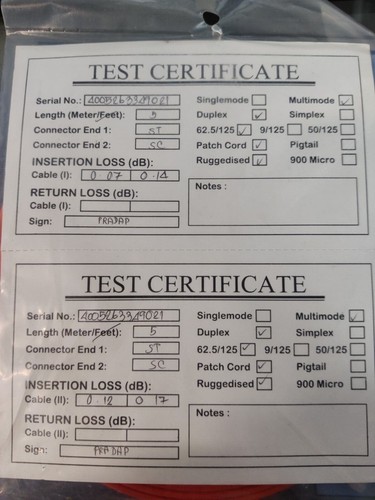 TEST CERTIFICATE
Serial No.: 4005263349021 Singlemode Multimode ✓
Length (Meter/Feet): 5 Duplex ✓ Simplex
Connector End 1: ST 62.5/125 ✓ 9/125 50/125
Connector End 2: SC Patch Cord ✓ Pigtail
INSERTION LOSS (dB): Ruggedised ✓ 900 Micro
Cable (I): 0.07 0.14
RETURN LOSS (dB): Notes :
Cable (I):
Sign: PRADAP
TEST CERTIFICATE
Serial No.: 4005263349021 Singlemode Multimode ✓
Length (Meter/Feet): 5 Duplex ✓ Simplex
Connector End 1: ST 62.5/125 ✓ 9/125 50/125
Connector End 2: SC Patch Cord ✓ Pigtail
INSERTION LOSS (dB): Ruggedised ✓ 900 Micro
Cable (II): 0.12 0.17
RETURN LOSS (dB): Notes :
Cable (II):
Sign: PRADAP